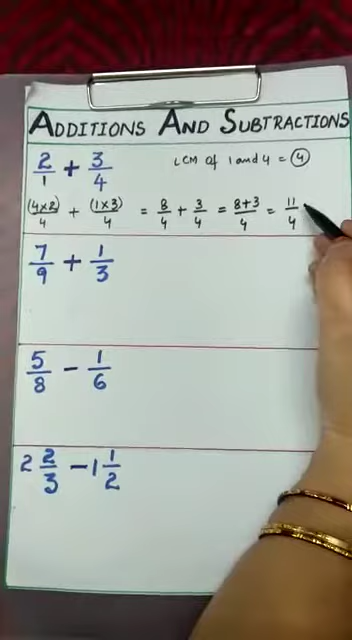 ADDITIONS AND SUBTRACTIONS
2/1 + 3/4 LCM of 1 and 4 = 4
(4×2)/4 + (1×3)/4 = 8/4 + 3/4 = 8+3/4 = 11/4
7/9 + 1/3
5/8 − 1/6
2 2/3 − 1 1/2